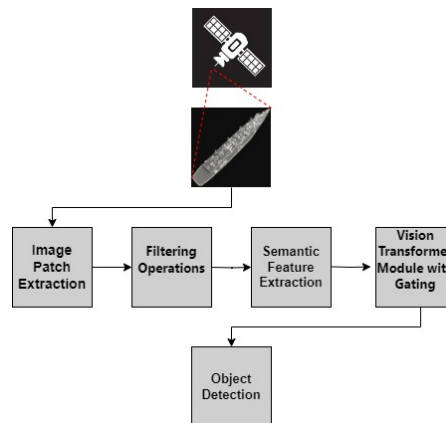 Image
Patch
Extraction
Filtering
Operations
Semantic
Feature
Extraction
Vision
Transforme
Module wit
Gating
Object
Detection